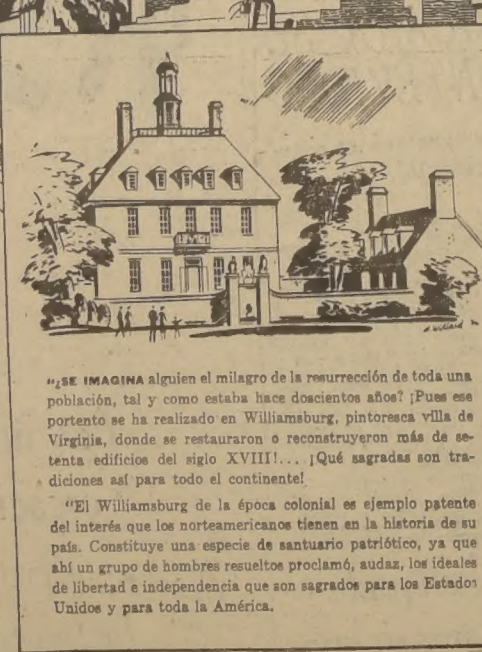 "¿SE IMAGINA alguien el milagro de la resurrección de toda una
población, tal y como estaba hace doscientos años? ¡Pues ese
portento se ha realizado en Williamsburg, pintoresca villa de
Virginia, donde se restauraron o reconstruyeron más de se-
tenta edificios del siglo XVIII!... ¡Qué sagradas son tra-
diciones así para todo el continente!
"El Williamsburg de la época colonial es ejemplo patente
del interés que los norteamericanos tienen en la historia de su
país. Constituye una especie de santuario patriótico, ya que
ahí un grupo de hombres resueltos proclamó, audaz, los ideales
de libertad e independencia que son sagrados para los Estados
Unidos y para toda la América.